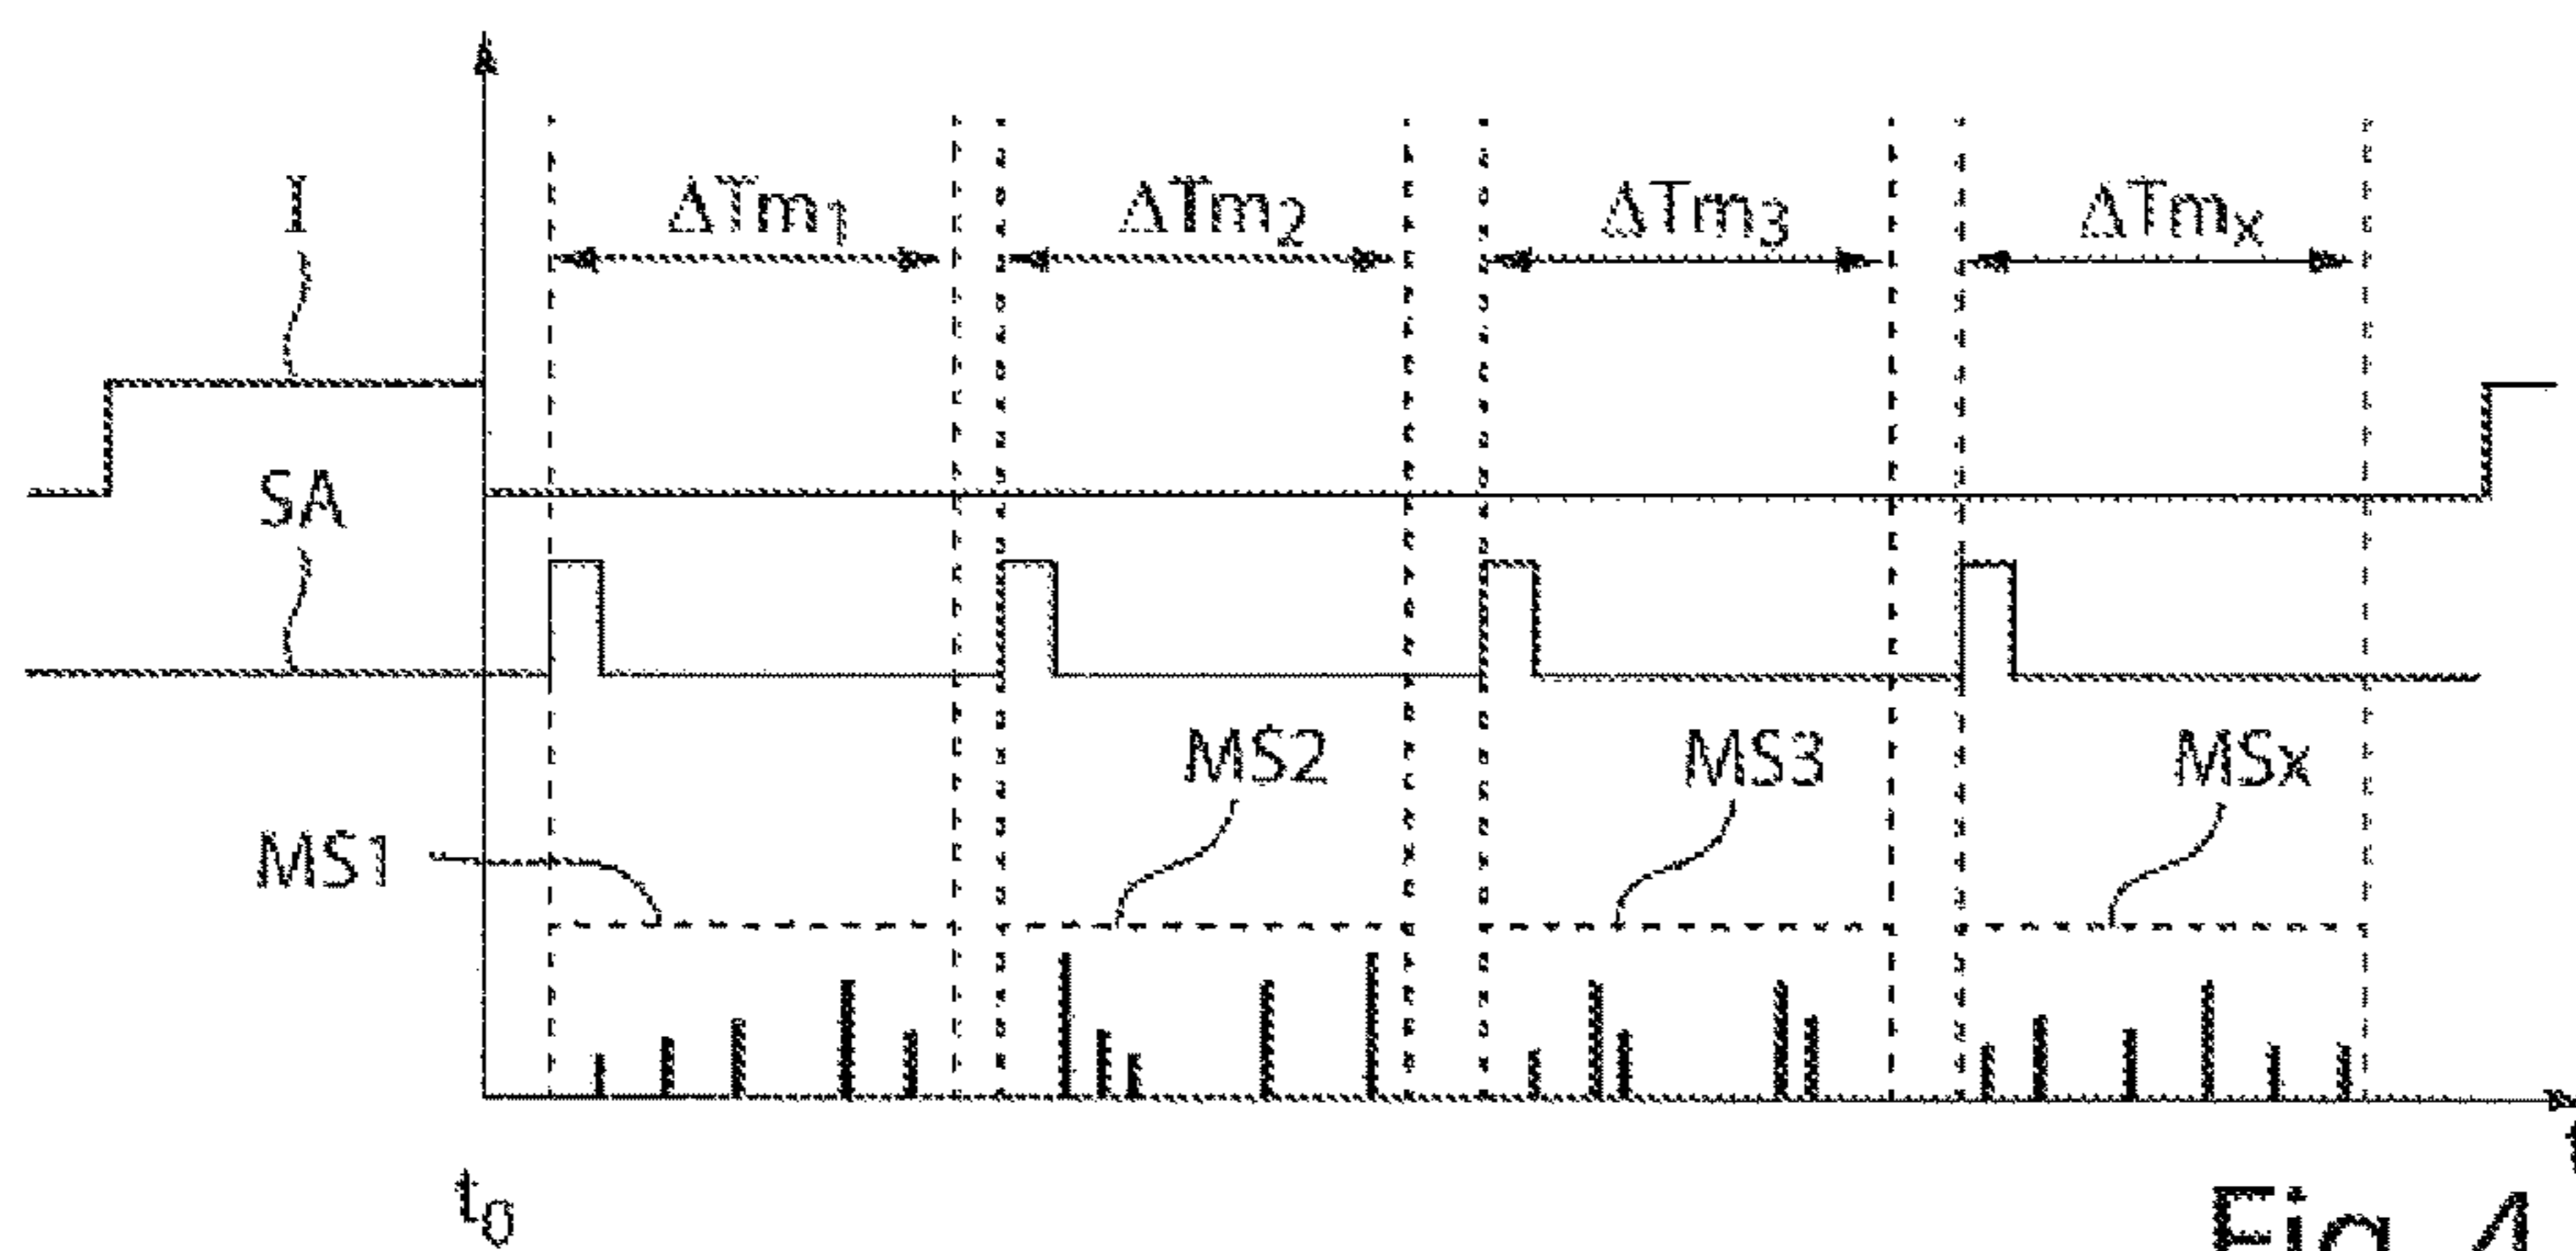 I
ΔTm1 ΔTm2 ΔTm3 ΔTmx
SA
MS2 MS3 MSx
MS1
t
t0
Fig. 4